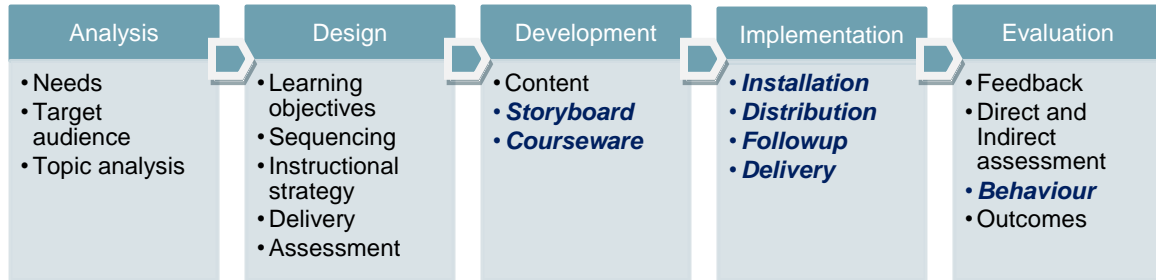 Analysis
• Needs
• Target
audience
• Topic analysis
Design
• Learning
objectives
• Sequencing
• Instructional
strategy
• Delivery
• Assessment
Development
• Content
• Storyboard
• Courseware
Implementation
• Installation
• Distribution
• Followup
• Delivery
Evaluation
• Feedback
• Direct and
Indirect
assessment
• Behaviour
• Outcomes